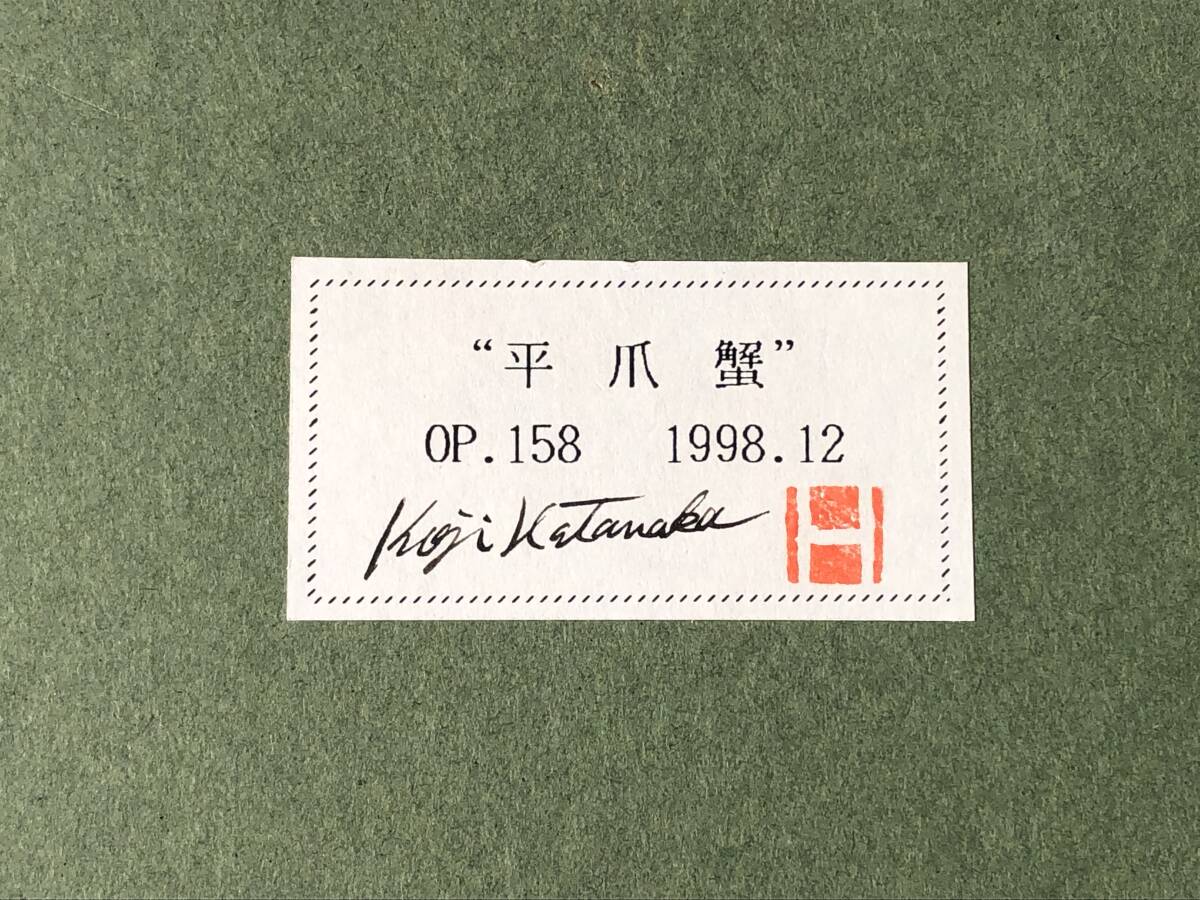 “平 爪 蟹”
OP.158 1998.12
Koji Katanaka